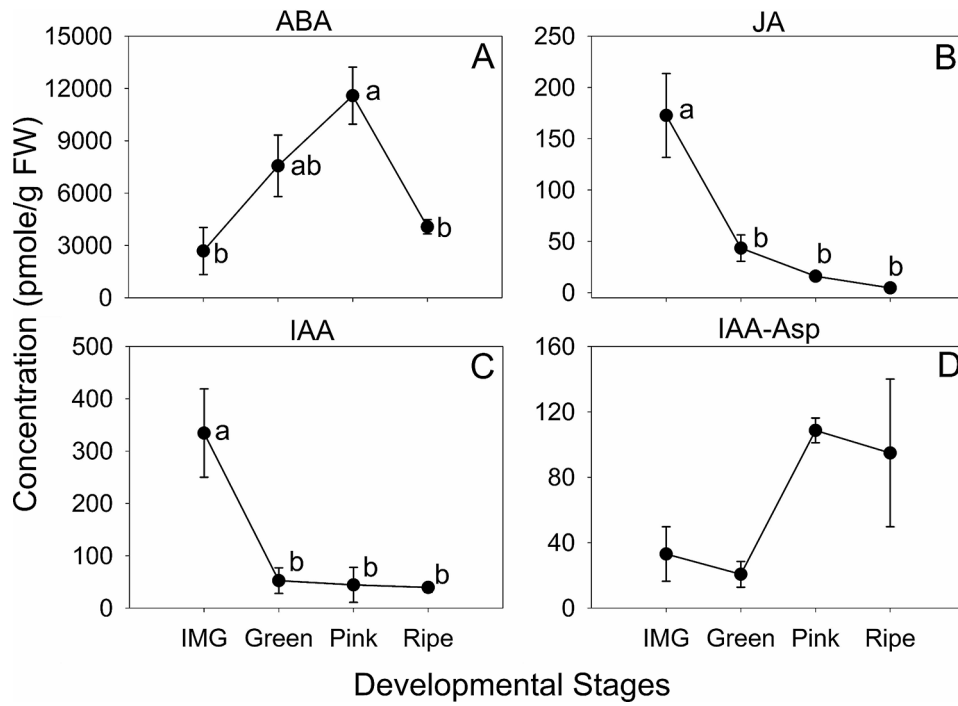 ABA
A
15000
12000
9000
6000
3000
0
a
ab
b
b
JA
B
250
200
150
100
50
0
a
b
b
b
IAA
C
500
400
300
200
100
0
a
b
b
b
IMG Green Pink Ripe
IAA-Asp
D
160
120
80
40
0
IMG Green Pink Ripe
Concentration (pmole/g FW)
Developmental Stages